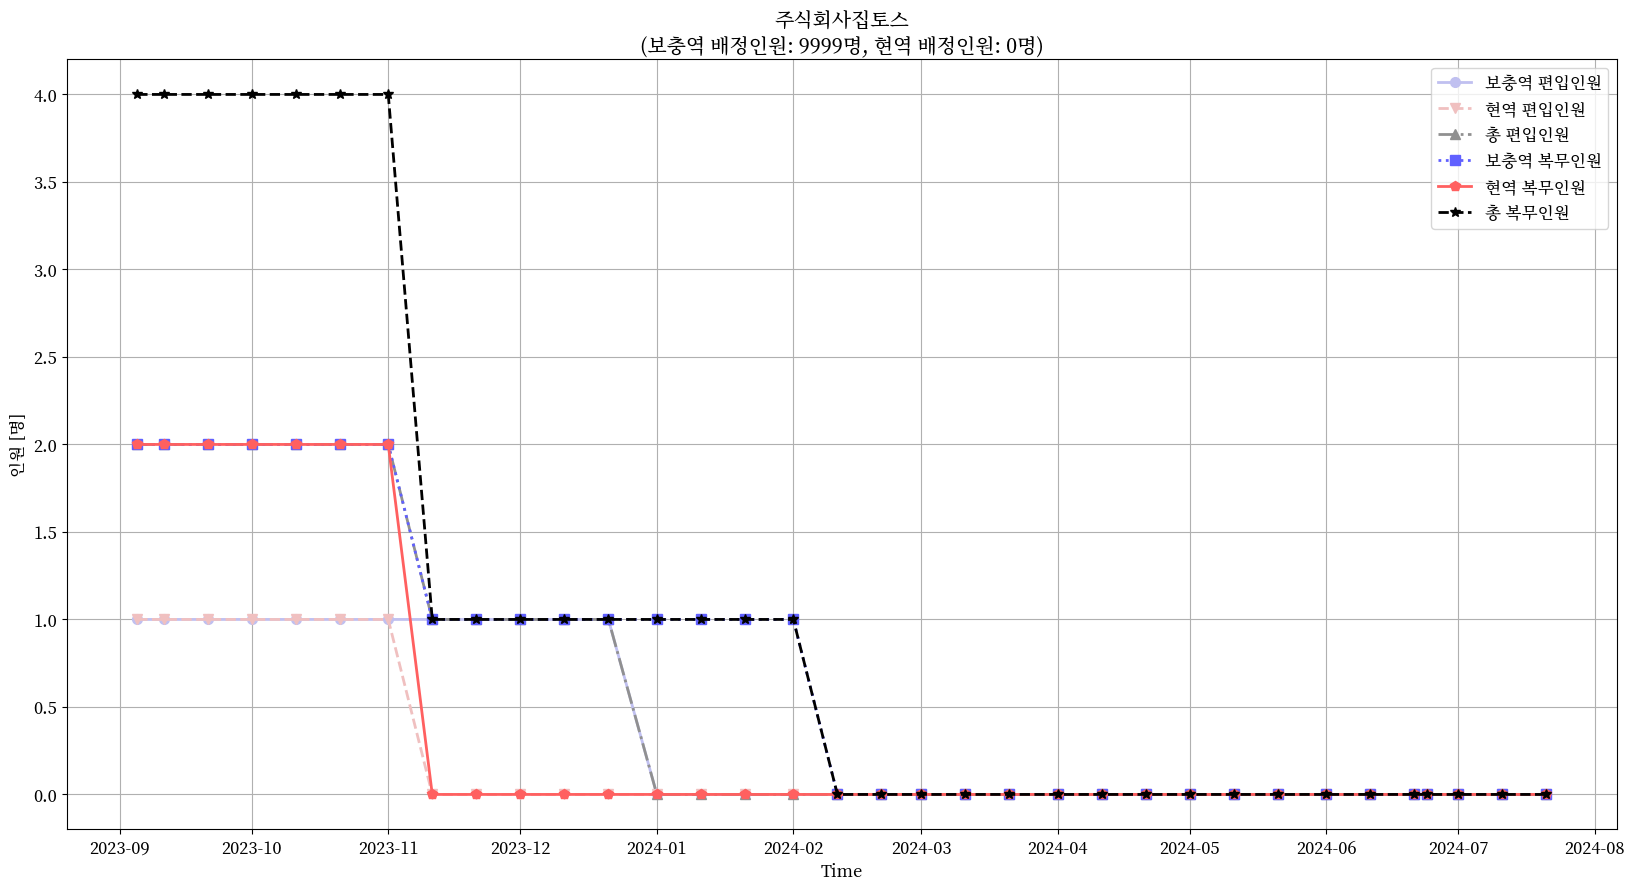 주식회사집토스
(보충역 배정인원: 9999명, 현역 배정인원: 0명)
보충역 편입인원
현역 편입인원
총 편입인원
보충역 복무인원
현역 복무인원
총 복무인원
인원 [명]
4.0
3.5
3.0
2.5
2.0
1.5
1.0
0.5
0.0
2023-09 2023-10 2023-11 2023-12 2024-01 2024-02 2024-03 2024-04 2024-05 2024-06 2024-07 2024-08
Time